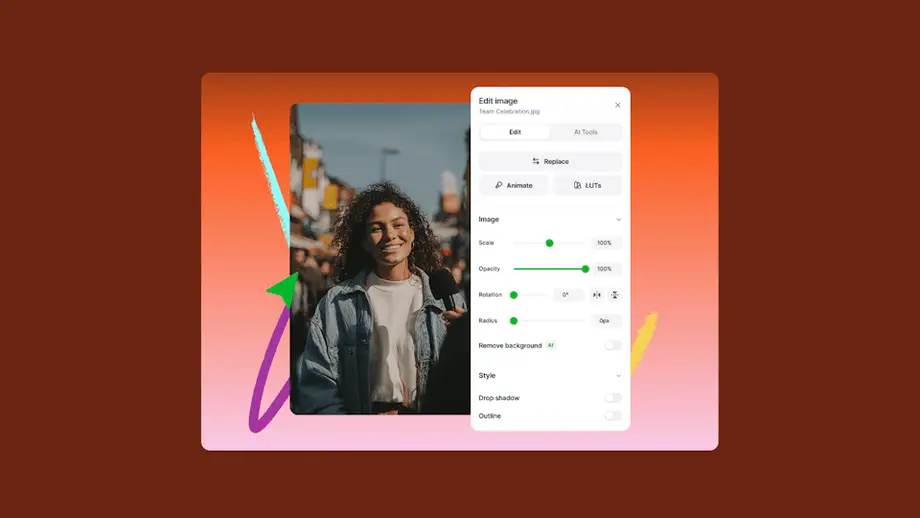 Edit image
Team Celebration.jpg
Edit AI Tools
Replace
Animate LUTs
Image
Scale 100%
Opacity 100%
Rotation 0°
Radius 0px
Remove background AI
Style
Drop shadow
Outline